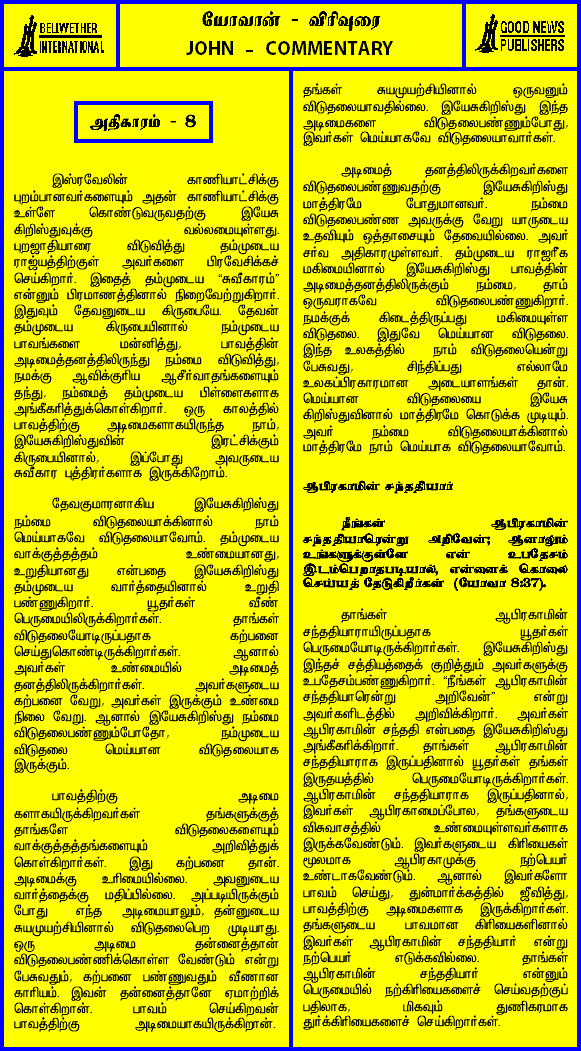 BELWETHER
INTERNATIONAL
யோவான் - விரிவுரை
JOHN - COMMENTARY
GOOD NEWS
PUBLISHERS
அதிகாரம் - 8
இஸ்ரவேலின் காணியாட்சிக்கு
புறம்பானவர்களையும் அதன் காணியாட்சிக்கு
உள்ளே கொண்டுவருவதற்கு இயேசு
கிறிஸ்துவுக்கு வல்லமையுள்ளது.
புறஜாதியாரை விடுவித்து தம்முடைய
ராஜ்யத்திற்குள் அவர்களை பிரவேசிக்கச்
செய்கிறார். இதைத் தம்முடைய “சுவீகாரம்”
என்னும் பிரமாணத்தினால் நிறைவேற்றுகிறார்.
இதுவும் தேவனுடைய கிருபையே. தேவன்
தம்முடைய கிருபையினால் நம்முடைய
பாவங்களை மன்னித்து, பாவத்தின்
அடிமைத்தனத்திலிருந்து நம்மை விடுவித்து,
நமக்கு ஆவிக்குரிய ஆசீர்வாதங்களையும்
தந்து, நம்மைத் தம்முடைய பிள்ளைகளாக
அங்கீகரித்துக்கொள்கிறார். ஒரு காலத்தில்
பாவத்திற்கு அடிமைகளாகயிருந்த நாம்,
இயேசுகிறிஸ்துவின் இரட்சிக்கும்
கிருபையினால், இப்போது அவருடைய
சுவீகார புத்திரர்களாக இருக்கிறோம்.
தேவகுமாரனாகிய இயேசுகிறிஸ்து
நம்மை விடுதலையாக்கினால் நாம்
மெய்யாகவே விடுதலையாவோம். தம்முடைய
வாக்குத்தத்தம் உண்மையானது,
உறுதியானது என்பதை இயேசுகிறிஸ்து
தம்முடைய வார்த்தையினால் உறுதி
பண்ணுகிறார். யூதர்கள் வீண்
பெருமையிலிருக்கிறார்கள். தாங்கள்
விடுதலையோடிருப்பதாக கற்பனை
செய்துகொண்டிருக்கிறார்கள். ஆனால்
அவர்கள் உண்மையில் அடிமைத்
தனத்திலிருக்கிறார்கள். அவர்களுடைய
கற்பனை வேறு, அவர்கள் இருக்கும் உண்மை
நிலை வேறு. ஆனால் இயேசுகிறிஸ்து நம்மை
விடுதலைபண்ணும்போதோ, நம்முடைய
விடுதலை மெய்யான விடுதலையாக
இருக்கும்.
பாவத்திற்கு அடிமை
களாகயிருக்கிறவர்கள் தங்களுக்குத்
தாங்களே விடுதலைகளையும்
வாக்குத்தத்தங்களையும் அறிவித்துக்
கொள்கிறார்கள். இது கற்பனை தான்.
அடிமைக்கு உரிமையில்லை. அவனுடைய
வார்த்தைக்கு மதிப்பில்லை. அப்படியிருக்கும்
போது எந்த அடிமையாலும், தன்னுடைய
சுயமுயற்சியினால் விடுதலைபெற முடியாது.
ஒரு அடிமை தன்னைத்தான்
விடுதலைபண்ணிக்கொள்ள வேண்டும் என்று
பேசுவதும், கற்பனை பண்ணுவதும் வீணான
காரியம். இவன் தன்னைத்தானே ஏமாற்றிக்
கொள்கிறான். பாவம் செய்கிறவன்
பாவத்திற்கு அடிமையாகயிருக்கிறான்.
தங்கள் சுயமுயற்சியினால் ஒருவனும்
விடுதலையாவதில்லை. இயேசுகிறிஸ்து இந்த
அடிமைகளை விடுதலைபண்ணும்போது,
இவர்கள் மெய்யாகவே விடுதலையாவார்கள்.
அடிமைத் தனத்திலிருக்கிறவர்களை
விடுதலைபண்ணுவதற்கு இயேசுகிறிஸ்து
மாத்திரமே போதுமானவர். நம்மை
விடுதலைபண்ண அவருக்கு வேறு யாருடைய
உதவியும் ஒத்தாசையும் தேவையில்லை. அவர்
சர்வ அதிகாரமுள்ளவர். தம்முடைய ராஜரீக
மகிமையினால் இயேசுகிறிஸ்து பாவத்தின்
அடிமைத்தனத்திலிருக்கும் நம்மை, தாம்
ஒருவராகவே விடுதலைபண்ணுகிறார்.
நமக்குக் கிடைத்திருப்பது மகிமையுள்ள
விடுதலை. இதுவே மெய்யான விடுதலை.
இந்த உலகத்தில் நாம் விடுதலையென்று
பேசுவது, சிந்திப்பது எல்லாமே
உலகப்பிரகாரமான அடையாளங்கள் தான்.
மெய்யான விடுதலையை இயேசு
கிறிஸ்துவினால் மாத்திரமே கொடுக்க முடியும்.
அவர் நம்மை விடுதலையாக்கினால்
மாத்திரமே நாம் மெய்யாக விடுதலையாவோம்.
ஆபிரகாமின் சந்ததியார்
நீங்கள் ஆபிரகாமின்
சந்ததியாரென்று அறிவேன்; ஆனாலும்
உங்களுக்குள்ளே என் உபதேசம்
இடம்பெறாதபடியால், என்னைக் கொலை
செய்யத் தேடுகிறீர்கள் (யோவா 8:37).
தாங்கள் ஆபிரகாமின்
சந்ததியாராயிருப்பதாக யூதர்கள்
பெருமையோடிருக்கிறார்கள். இயேசுகிறிஸ்து
இந்தச் சத்தியத்தைக் குறித்தும் அவர்களுக்கு
உபதேசம்பண்ணுகிறார். “நீங்கள் ஆபிரகாமின்
சந்ததியாரென்று அறிவேன்” என்று
அவர்களிடத்தில் அறிவிக்கிறார். அவர்கள்
ஆபிரகாமின் சந்ததி என்பதை இயேசுகிறிஸ்து
அங்கீகரிக்கிறார். தாங்கள் ஆபிரகாமின்
சந்ததியாராக இருப்பதினால் யூதர்கள் தங்கள்
இருதயத்தில் பெருமையோடிருக்கிறார்கள்.
ஆபிரகாமின் சந்ததியாராக இருப்பதினால்,
இவர்கள் ஆபிரகாமைப்போல, தங்களுடைய
விசுவாசத்தில் உண்மையுள்ளவர்களாக
இருக்கவேண்டும். இவர்களுடைய கிரியைகள்
மூலமாக ஆபிரகாமுக்கு நற்பெயர்
உண்டாகவேண்டும். ஆனால் இவர்களோ
பாவம் செய்து, துன்மார்க்கத்தில் ஜீவித்து,
பாவத்திற்கு அடிமைகளாக இருக்கிறார்கள்.
தங்களுடைய பாவமான கிரியைகளினால்
இவர்கள் ஆபிரகாமின் சந்ததியார் என்று
நற்பெயர் எடுக்கவில்லை. தாங்கள்
ஆபிரகாமின் சந்ததியார் என்னும்
பெருமையில் நற்கிரியைகளைச் செய்வதற்குப்
பதிலாக, மிகவும் துணிகரமாக
துர்க்கிரியைகளைச் செய்கிறார்கள்.